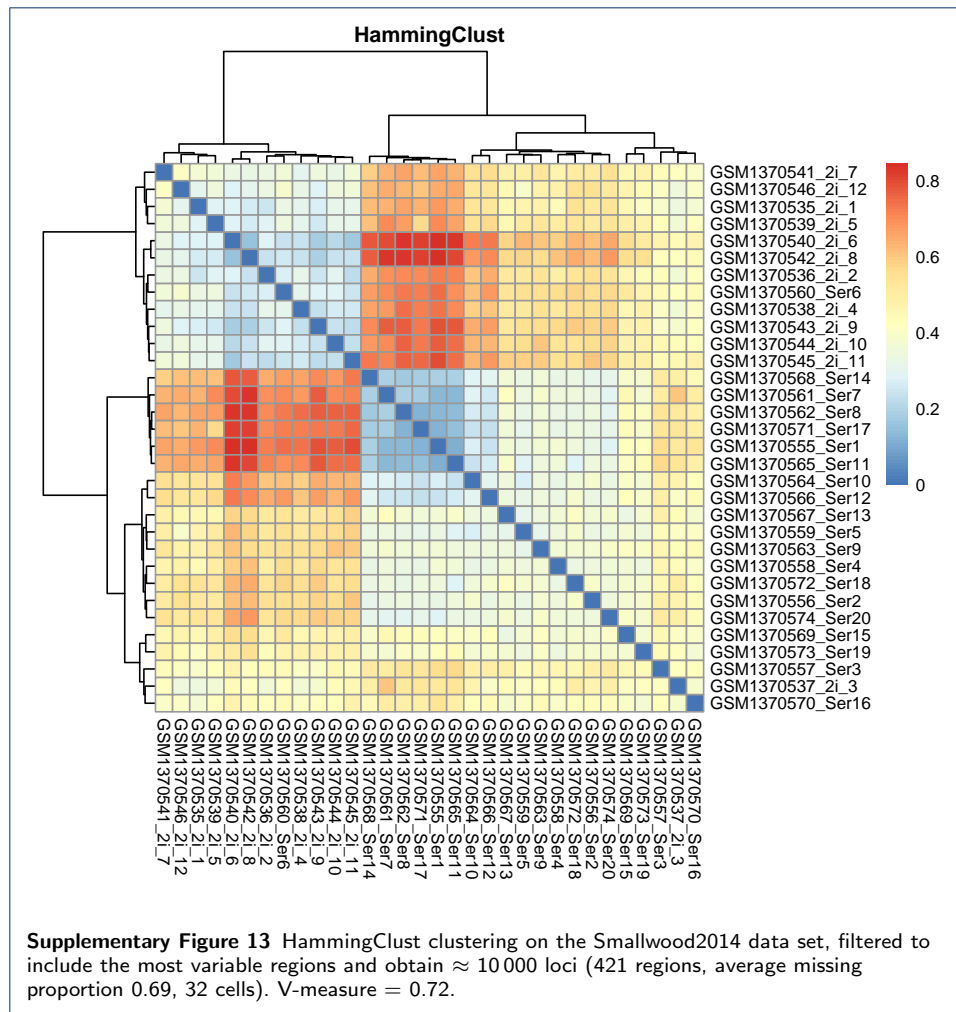 HammingClust
GSM1370541_2i_7
GSM1370546_2i_12
GSM1370535_2i_1
GSM1370539_2i_5
GSM1370540_2i_6
GSM1370542_2i_8
GSM1370536_2i_2
GSM1370560_Ser6
GSM1370538_2i_4
GSM1370543_2i_9
GSM1370544_2i_10
GSM1370545_2i_11
GSM1370568_Ser14
GSM1370561_Ser7
GSM1370562_Ser8
GSM1370571_Ser17
GSM1370555_Ser1
GSM1370565_Ser11
GSM1370564_Ser10
GSM1370566_Ser12
GSM1370567_Ser13
GSM1370559_Ser5
GSM1370563_Ser9
GSM1370558_Ser4
GSM1370572_Ser18
GSM1370556_Ser2
GSM1370574_Ser20
GSM1370569_Ser15
GSM1370573_Ser19
GSM1370557_Ser3
GSM1370537_2i_3
GSM1370570_Ser16
0.8
0.6
0.4
0.2
0
GSM1370541_2i_7
GSM1370546_2i_12
GSM1370535_2i_1
GSM1370539_2i_5
GSM1370540_2i_6
GSM1370542_2i_8
GSM1370536_2i_2
GSM1370560_Ser6
GSM1370538_2i_4
GSM1370543_2i_9
GSM1370544_2i_10
GSM1370545_2i_11
GSM1370568_Ser14
GSM1370561_Ser7
GSM1370562_Ser8
GSM1370571_Ser17
GSM1370555_Ser1
GSM1370565_Ser11
GSM1370564_Ser10
GSM1370566_Ser12
GSM1370567_Ser13
GSM1370559_Ser5
GSM1370563_Ser9
GSM1370558_Ser4
GSM1370572_Ser18
GSM1370556_Ser2
GSM1370574_Ser20
GSM1370569_Ser15
GSM1370573_Ser19
GSM1370557_Ser3
GSM1370537_2i_3
GSM1370570_Ser16
Supplementary Figure 13 HammingClust clustering on the Smallwood2014 data set, filtered to
include the most variable regions and obtain ≈ 10 000 loci (421 regions, average missing
proportion 0.69, 32 cells). V-measure = 0.72.